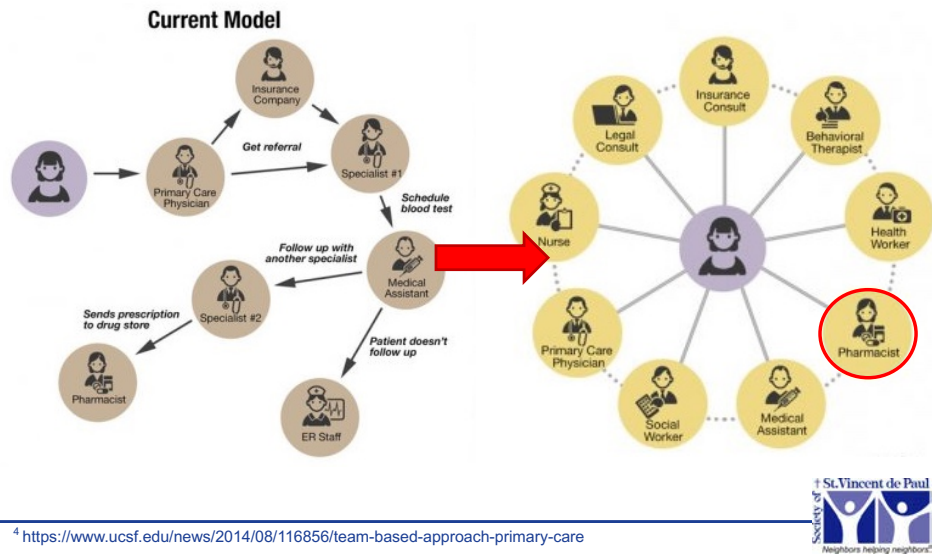 Current Model
Insurance
Company
Get referral
Primary Care
Physician
Specialist #1
Schedule
blood test
Follow up with
another specialist
Medical
Assistant
Specialist #2
Sends prescription
to drug store
Patient doesn't
follow up
Pharmacist
ER Staff
Insurance
Consult
Legal
Consult
Behavioral
Therapist
Nurse
Health
Worker
Primary Care
Physician
Pharmacist
Social
Worker
Medical
Assistant
4 https://www.ucsf.edu/news/2014/08/116856/team-based-approach-primary-care
Society of
St.Vincent de Paul
Neighbors helping neighbors®